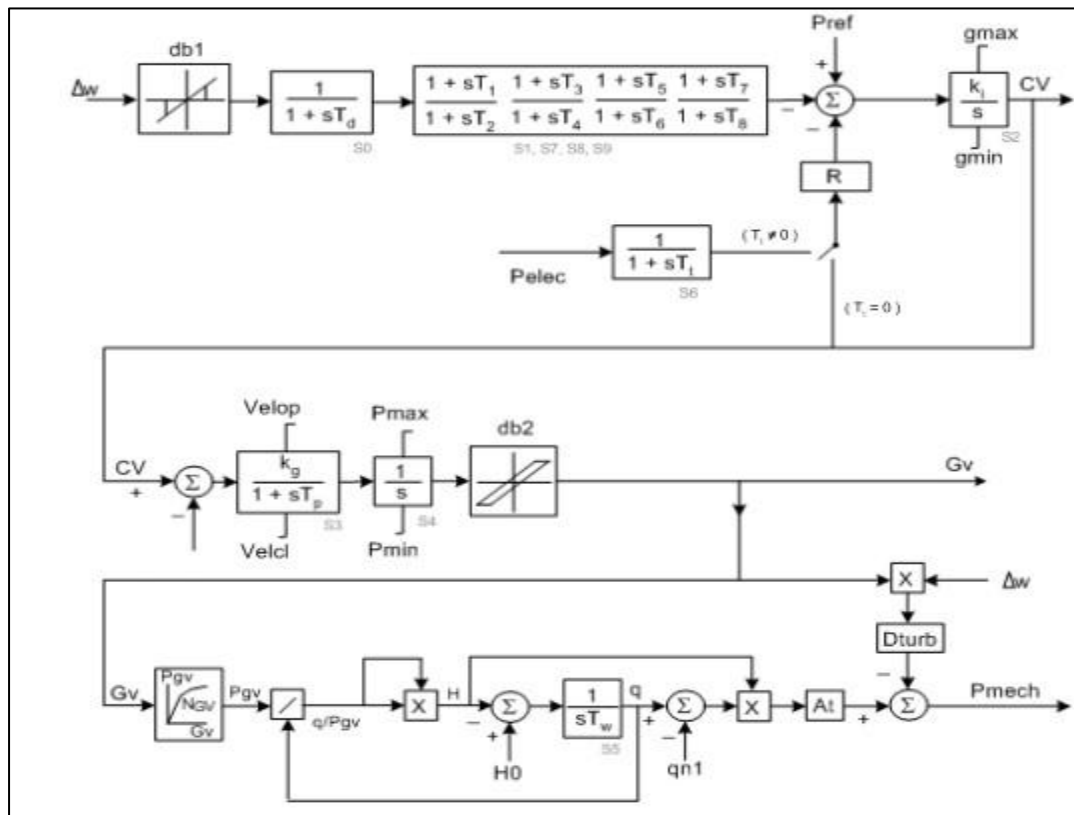 Pref
gmax
db1
Δw
1
1 + sT_d
S0
1 + sT_1 1 + sT_3 1 + sT_5 1 + sT_7
1 + sT_2 1 + sT_4 1 + sT_6 1 + sT_8
S1, S7, S8, S9
+
–
Σ
–
k_i
s
CV
S2
gmin
R
(T_t ≠ 0)
1
1 + sT_t
Pelec
S6
(T_t = 0)
Velop
Pmax
db2
CV
+
Σ
–
k_g
1 + sT_p
S3
1
s
S4
Gv
Velcl
Pmin
X
Δw
Dturb
–
Pgv
N_GV
Gv
Gv
Pgv
/
q/Pgv
X
H
–
Σ
+
H0
1
sT_w
S5
q
+
Σ
–
qn1
X
At
+
Σ
Pmech